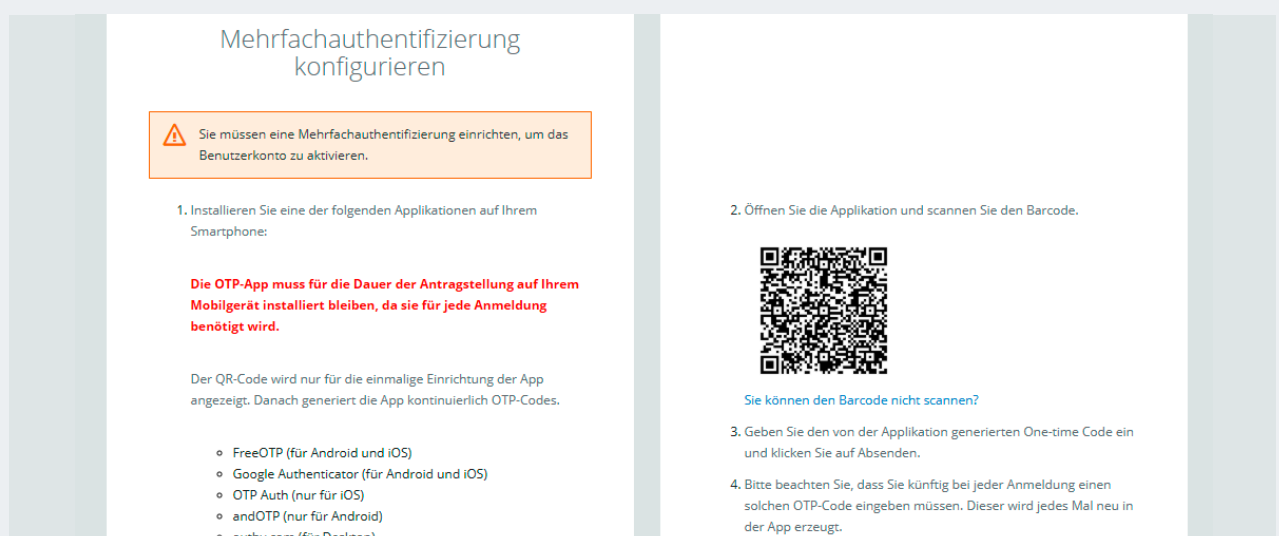 Mehrfachauthentifizierung
konfigurieren
Sie müssen eine Mehrfachauthentifizierung einrichten, um das
Benutzerkonto zu aktivieren.
1. Installieren Sie eine der folgenden Applikationen auf Ihrem
Smartphone:
Die OTP-App muss für die Dauer der Antragstellung auf Ihrem
Mobilgerät installiert bleiben, da sie für jede Anmeldung
benötigt wird.
Der QR-Code wird nur für die einmalige Einrichtung der App
angezeigt. Danach generiert die App kontinuierlich OTP-Codes.
FreeOTP (für Android und iOS)
Google Authenticator (für Android und iOS)
OTP Auth (nur für iOS)
andOTP (nur für Android)
authy.com (für Desktop)
2. Öffnen Sie die Applikation und scannen Sie den Barcode.
Sie können den Barcode nicht scannen?
3. Geben Sie den von der Applikation generierten One-time Code ein
und klicken Sie auf Absenden.
4. Bitte beachten Sie, dass Sie künftig bei jeder Anmeldung einen
solchen OTP-Code eingeben müssen. Dieser wird jedes Mal neu in
der App erzeugt.